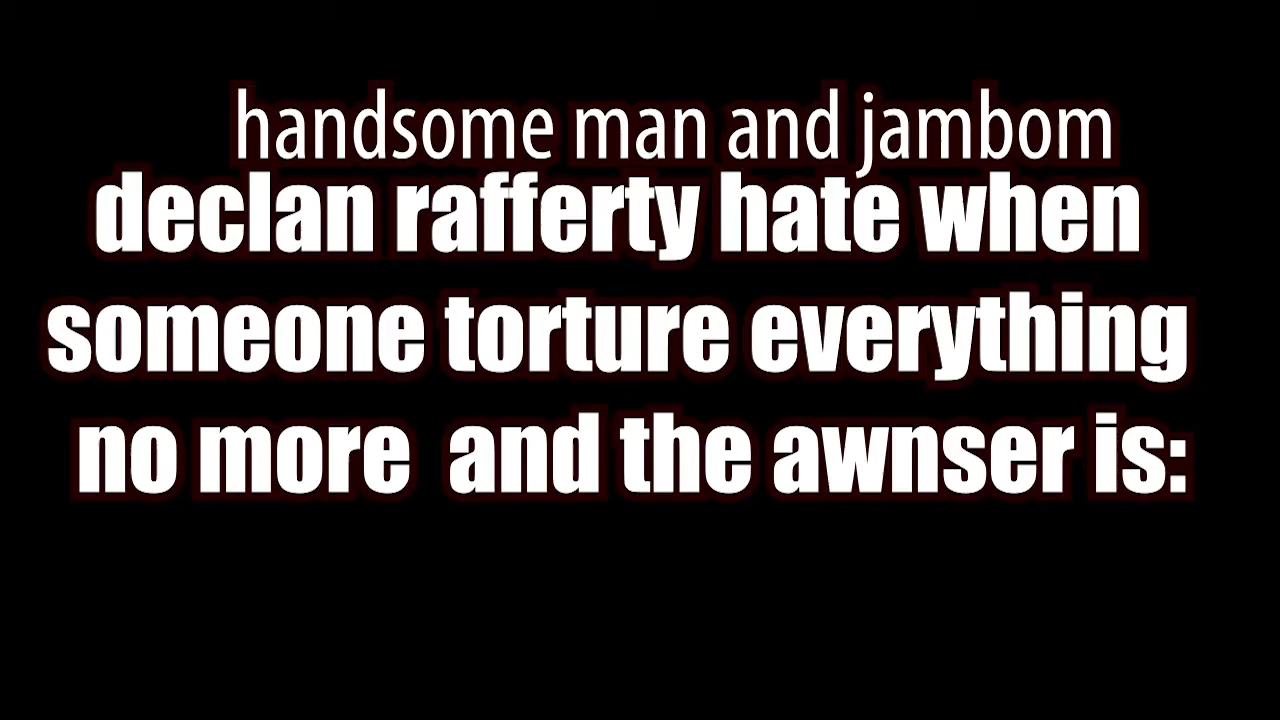 handsome man and jambom
declan rafferty hate when
someone torture everything
no more  and the awnser is: